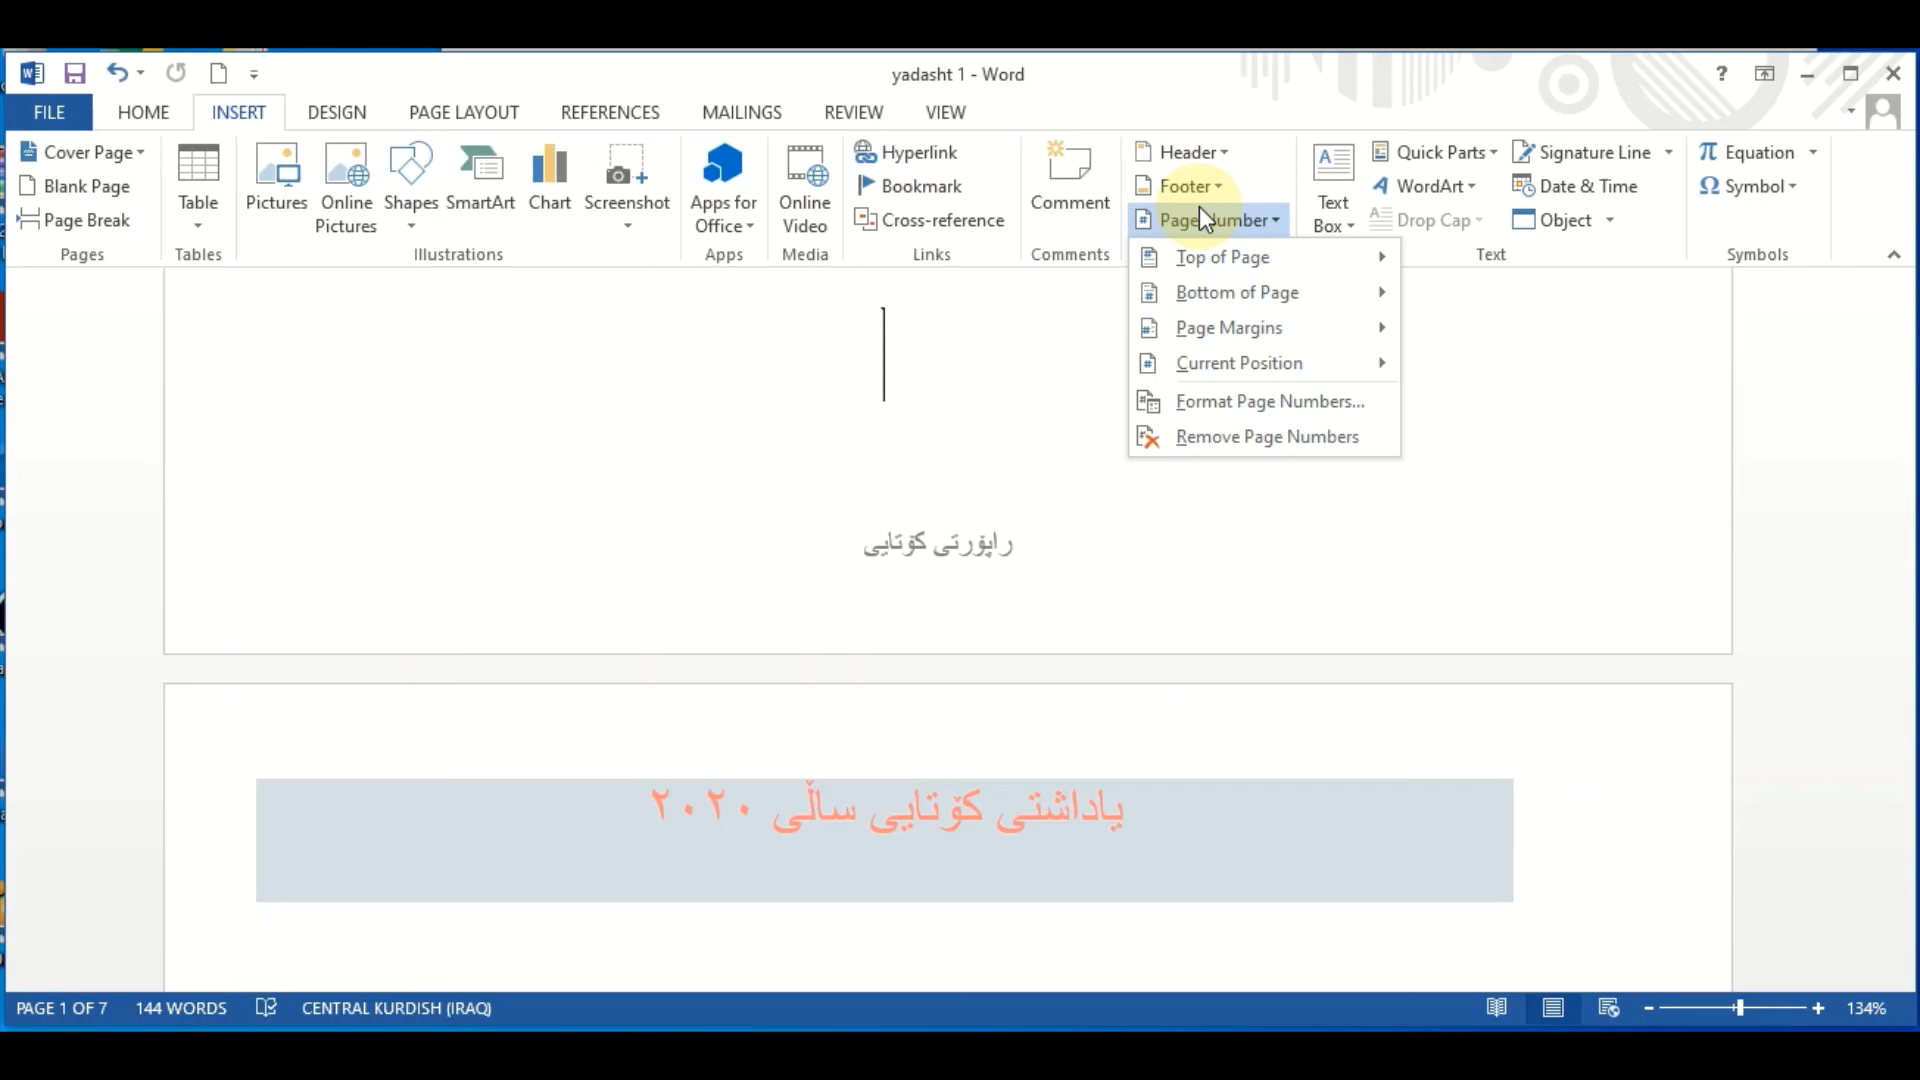 yadasht 1 - Word
?
FILE HOME INSERT DESIGN PAGE LAYOUT REFERENCES MAILINGS REVIEW VIEW
Cover Page
Blank Page
Page Break
Pages
Table
Tables
Pictures
Online Pictures
Shapes
SmartArt
Chart
Screenshot
Illustrations
Apps for Office
Apps
Online Video
Media
Hyperlink
Bookmark
Cross-reference
Links
Comment
Comments
Header
Footer
Page Number
Top of Page
Bottom of Page
Page Margins
Current Position
Format Page Numbers...
Remove Page Numbers
Text Box
Quick Parts
WordArt
Drop Cap
Signature Line
Date & Time
Object
Text
Equation
Symbol
Symbols
راپۆرتی کۆتایی
یاداشتی کۆتایی ساڵی ٢٠٢٠
PAGE 1 OF 7 144 WORDS CENTRAL KURDISH (IRAQ) 134%